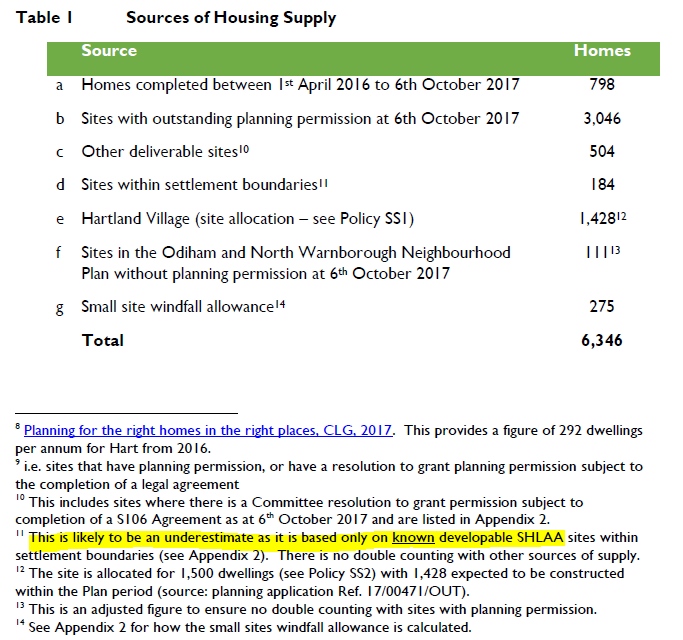 Table 1 Sources of Housing Supply
Source Homes
a Homes completed between 1st April 2016 to 6th October 2017 798
b Sites with outstanding planning permission at 6th October 2017 3,046
c Other deliverable sites10 504
d Sites within settlement boundaries11 184
e Hartland Village (site allocation – see Policy SS1) 1,42812
f Sites in the Odiham and North Warnborough Neighbourhood 11113
Plan without planning permission at 6th October 2017
g Small site windfall allowance14 275
Total 6,346
8 Planning for the right homes in the right places, CLG, 2017. This provides a figure of 292 dwellings
per annum for Hart from 2016.
9 i.e. sites that have planning permission, or have a resolution to grant planning permission subject to
the completion of a legal agreement
10 This includes sites where there is a Committee resolution to grant permission subject to
completion of a S106 Agreement as at 6th October 2017 and are listed in Appendix 2.
11 This is likely to be an underestimate as it is based only on known developable SHLAA sites within
settlement boundaries (see Appendix 2). There is no double counting with other sources of supply.
12 The site is allocated for 1,500 dwellings (see Policy SS2) with 1,428 expected to be constructed
within the Plan period (source: planning application Ref. 17/00471/OUT).
13 This is an adjusted figure to ensure no double counting with sites with planning permission.
14 See Appendix 2 for how the small sites windfall allowance is calculated.